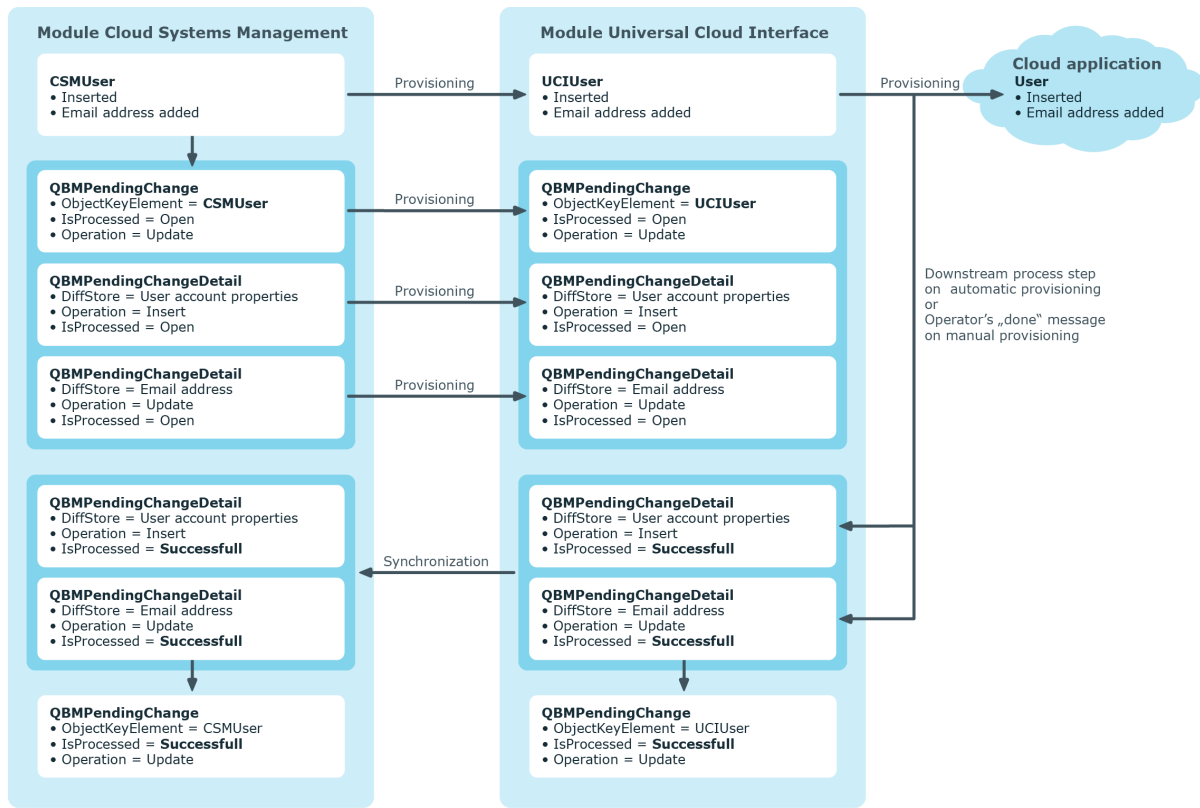 Module Cloud Systems Management
CSMUser
• Inserted
• Email address added
QBMPendingChange
• ObjectKeyElement = CSMUser
• IsProcessed = Open
• Operation = Update
QBMPendingChangeDetail
• DiffStore = User account properties
• Operation = Insert
• IsProcessed = Open
QBMPendingChangeDetail
• DiffStore = Email address
• Operation = Update
• IsProcessed = Open
QBMPendingChangeDetail
• DiffStore = User account properties
• Operation = Insert
• IsProcessed = Successfull
QBMPendingChangeDetail
• DiffStore = Email address
• Operation = Update
• IsProcessed = Successfull
QBMPendingChange
• ObjectKeyElement = CSMUser
• IsProcessed = Successfull
• Operation = Update
Provisioning
Provisioning
Provisioning
Provisioning
Synchronization
Module Universal Cloud Interface
UCIUser
• Inserted
• Email address added
QBMPendingChange
• ObjectKeyElement = UCIUser
• IsProcessed = Open
• Operation = Update
QBMPendingChangeDetail
• DiffStore = User account properties
• Operation = Insert
• IsProcessed = Open
QBMPendingChangeDetail
• DiffStore = Email address
• Operation = Update
• IsProcessed = Open
QBMPendingChangeDetail
• DiffStore = User account properties
• Operation = Insert
• IsProcessed = Successfull
QBMPendingChangeDetail
• DiffStore = Email address
• Operation = Update
• IsProcessed = Successfull
QBMPendingChange
• ObjectKeyElement = UCIUser
• IsProcessed = Successfull
• Operation = Update
Provisioning
Cloud application
User
• Inserted
• Email address added
Downstream process step
on automatic provisioning
or
Operator's „done‟ message
on manual provisioning